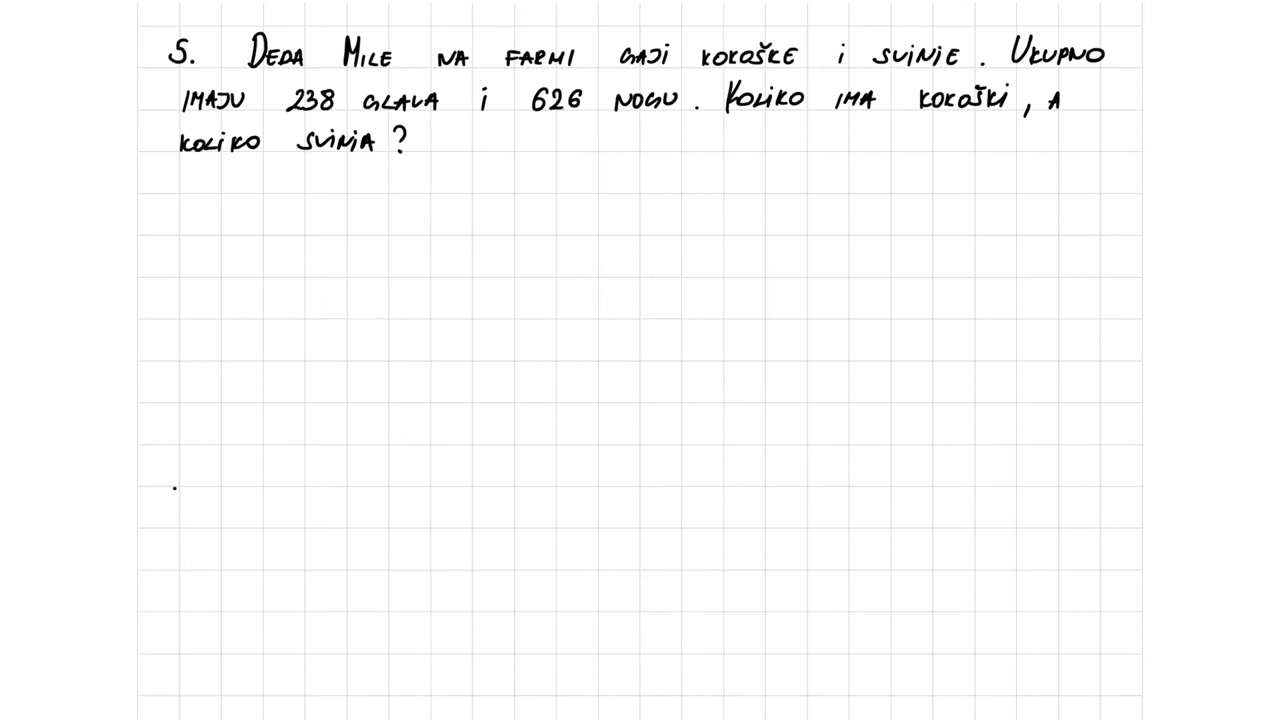 5. DEDA MILE NA FARMI GAJI KOKOŠKE I SVINJE. UKUPNO
IMAJU 238 GLAVA I 626 NOGU. KOLIKO IMA KOKOŠKI, A
KOLIKO SVINJA?